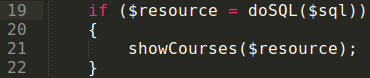 19 if ($resource = doSQL($sql))
20 {
21 showCourses($resource);
22 }